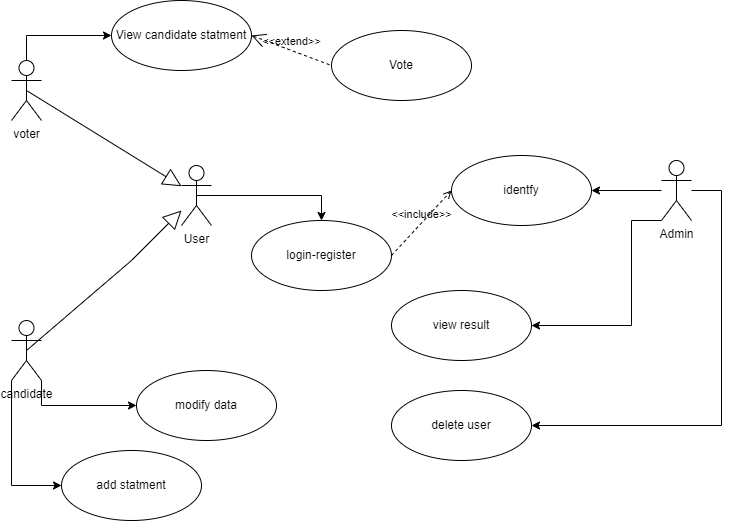 View candidate statment
<<extend>>
Vote
voter
identfy
<<include>>
User
Admin
login-register
view result
candidate
modify data
delete user
add statment